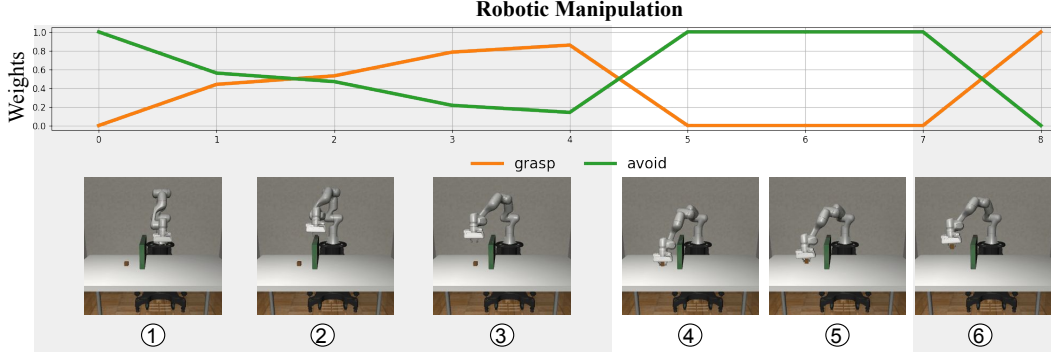 Robotic Manipulation
Weights
1.0
0.8
0.6
0.4
0.2
0.0
0 1 2 3 4 5 6 7 8
grasp avoid
① ② ③ ④ ⑤ ⑥